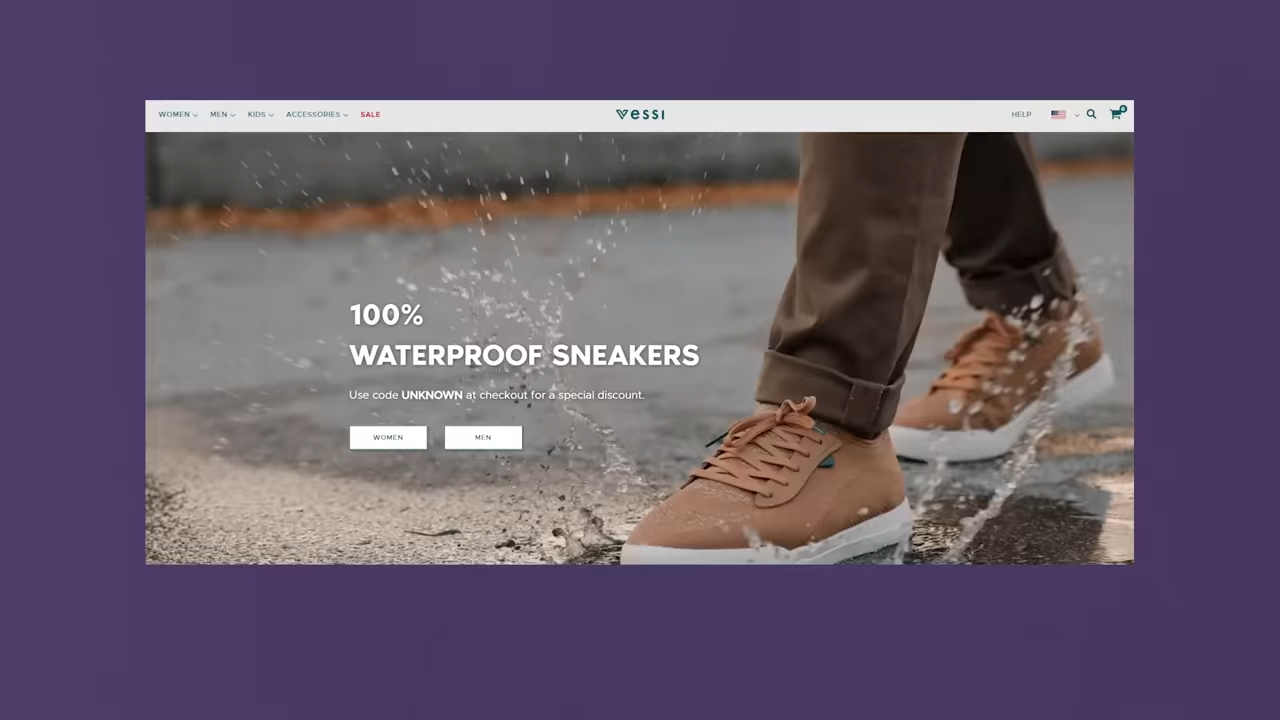 WOMEN MEN KIDS ACCESSORIES SALE vessi HELP 0
100%
WATERPROOF SNEAKERS
Use code UNKNOWN at checkout for a special discount.
WOMEN MEN